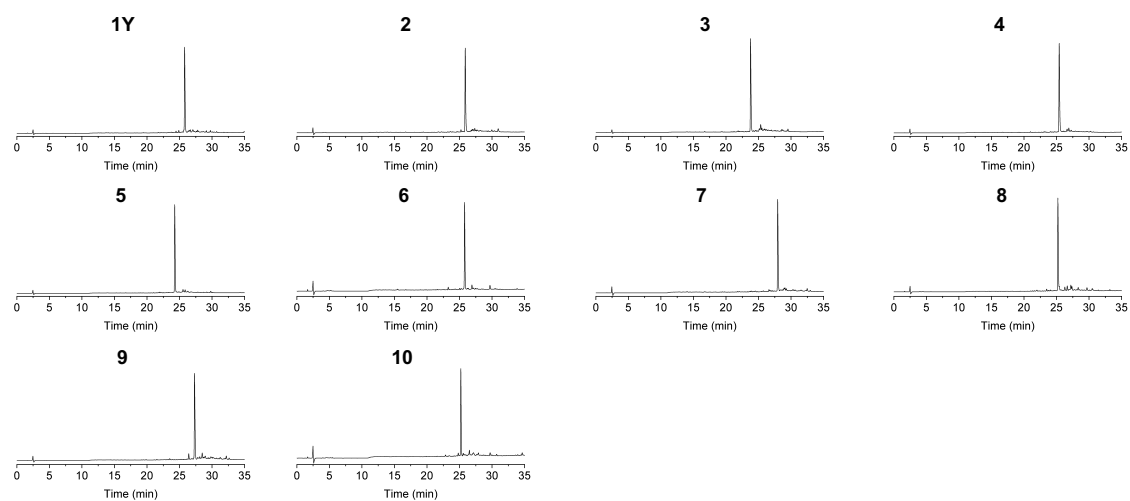 1Y 2 3 4
0 5 10 15 20 25 30 35 0 5 10 15 20 25 30 35 0 5 10 15 20 25 30 35 0 5 10 15 20 25 30 35
Time (min) Time (min) Time (min) Time (min)
5 6 7 8
0 5 10 15 20 25 30 35 0 5 10 15 20 25 30 35 0 5 10 15 20 25 30 35 0 5 10 15 20 25 30 35
Time (min) Time (min) Time (min) Time (min)
9 10
0 5 10 15 20 25 30 35 0 5 10 15 20 25 30 35
Time (min) Time (min)